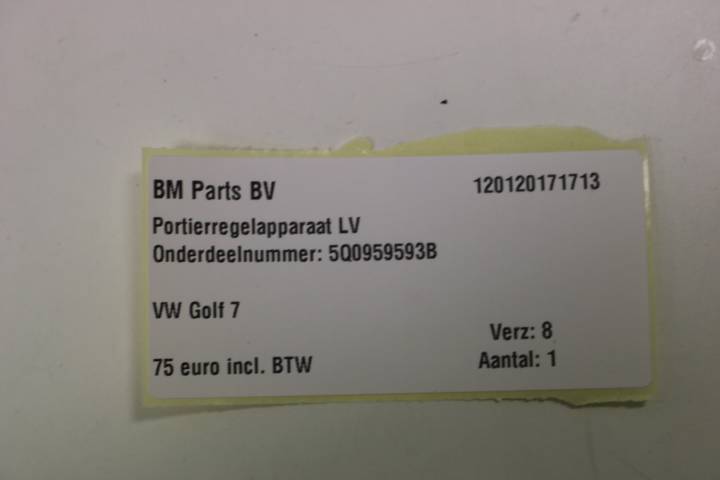 BM Parts BV 120120171713
Portierregelapparaat LV
Onderdeelnummer: 5Q0959593B
VW Golf 7
Verz: 8
75 euro incl. BTW Aantal: 1